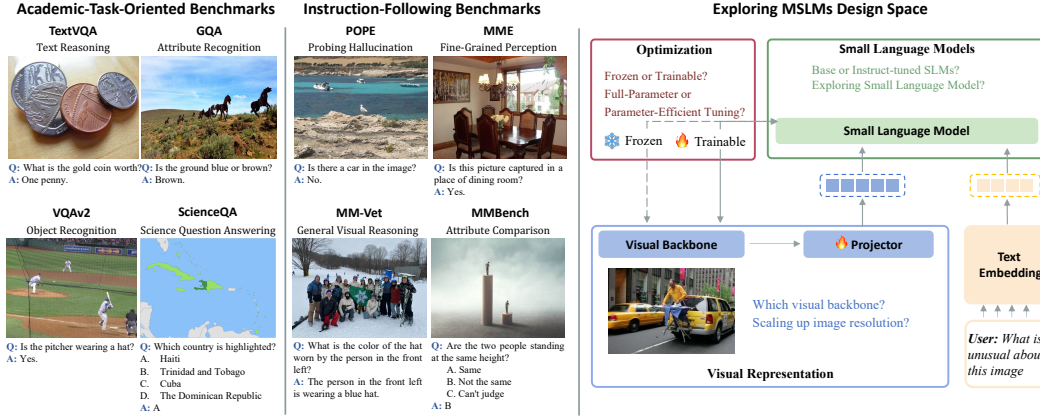 Academic-Task-Oriented Benchmarks
TextVQA
Text Reasoning
Q: What is the gold coin worth?
A: One penny.
GQA
Attribute Recognition
Q: Is the ground blue or brown?
A: Brown.
VQAv2
Object Recognition
Q: Is the pitcher wearing a hat?
A: Yes.
ScienceQA
Science Question Answering
Q: Which country is highlighted?
A. Haiti
B. Trinidad and Tobago
C. Cuba
D. The Dominican Republic
A: A
Instruction-Following Benchmarks
POPE
Probing Hallucination
Q: Is there a car in the image?
A: No.
MME
Fine-Grained Perception
Q: Is this picture captured in a
place of dining room?
A: Yes.
MM-Vet
General Visual Reasoning
Q: What is the color of the hat
worn by the person in the front
left?
A: The person in the front left
is wearing a blue hat.
MMBench
Attribute Comparison
Q: Are the two people standing
at the same height?
A. Same
B. Not the same
C. Can't judge
A: B
Exploring MSLMs Design Space
Optimization
Frozen or Trainable?
Full-Parameter or
Parameter-Efficient Tuning?
Frozen
Trainable
Small Language Models
Base or Instruct-tuned SLMs?
Exploring Small Language Model?
Small Language Model
Visual Backbone
Projector
Which visual backbone?
Scaling up image resolution?
Visual Representation
Text
Embedding
User: What is
unusual abou
this image